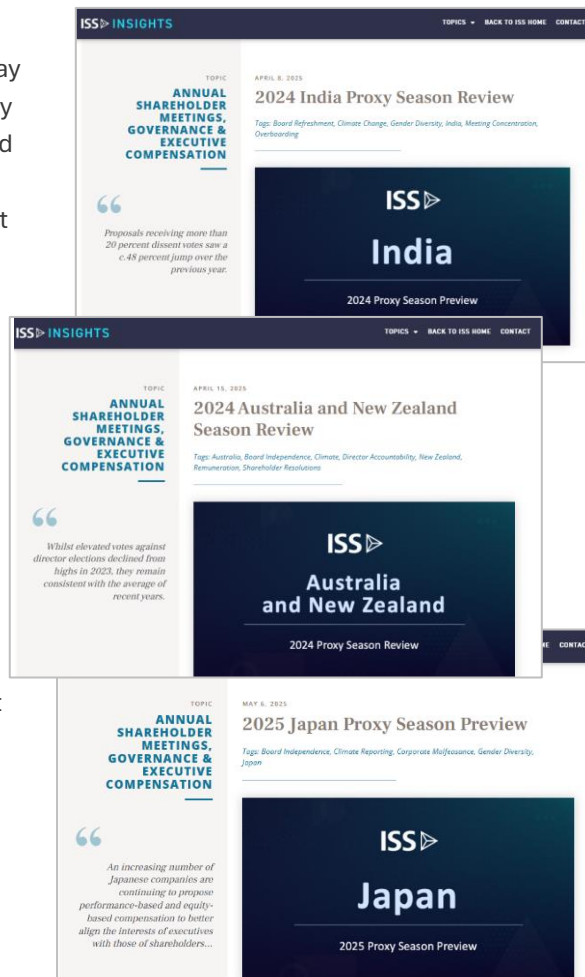 ISS INSIGHTS
TOPICS BACK TO ISS HOME CONTACT
TOPIC
ANNUAL
SHAREHOLDER
MEETINGS,
GOVERNANCE &
EXECUTIVE
COMPENSATION
Proposals receiving more than
20 percent dissent votes saw a
c.48 percent jump over the
previous year.
APRIL 8, 2025
2024 India Proxy Season Review
Tags: Board Refreshment, Climate Change, Gender Diversity, India, Meeting Concentration,
Overboarding
ISS
India
2024 Proxy Season Preview
ISS INSIGHTS
TOPICS BACK TO ISS HOME CONTACT
TOPIC
ANNUAL
SHAREHOLDER
MEETINGS,
GOVERNANCE &
EXECUTIVE
COMPENSATION
Whilst elevated votes against
director elections declined from
highs in 2023, they remain
consistent with the average of
recent years.
APRIL 15, 2025
2024 Australia and New Zealand
Season Review
Tags: Australia, Board Independence, Climate, Director Accountability, New Zealand,
Remuneration, Shareholder Resolutions
ISS
Australia
and New Zealand
2024 Proxy Season Review
TOPIC
ANNUAL
SHAREHOLDER
MEETINGS,
GOVERNANCE &
EXECUTIVE
COMPENSATION
An increasing number of
Japanese companies are
continuing to propose
performance-based and equity-
based compensation to better
align the interests of executives
with those of shareholders...
MAY 6, 2025
2025 Japan Proxy Season Preview
Tags: Board Independence, Climate Reporting, Corporate Malfeasance, Gender Diversity,
Japan
ISS
Japan
2025 Proxy Season Preview